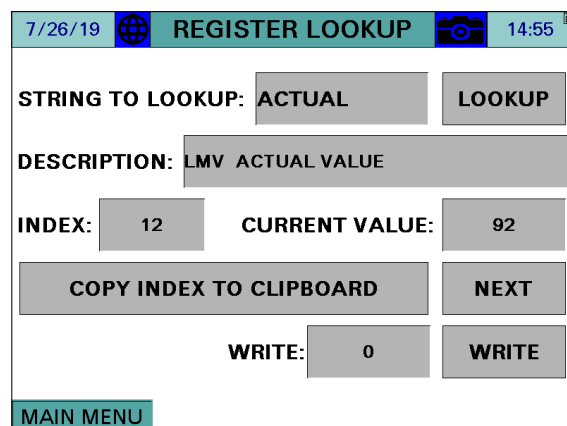 7/26/19 REGISTER LOOKUP 14:55
STRING TO LOOKUP: ACTUAL LOOKUP
DESCRIPTION: LMV ACTUAL VALUE
INDEX: 12 CURRENT VALUE: 92
COPY INDEX TO CLIPBOARD NEXT
WRITE: 0 WRITE
MAIN MENU